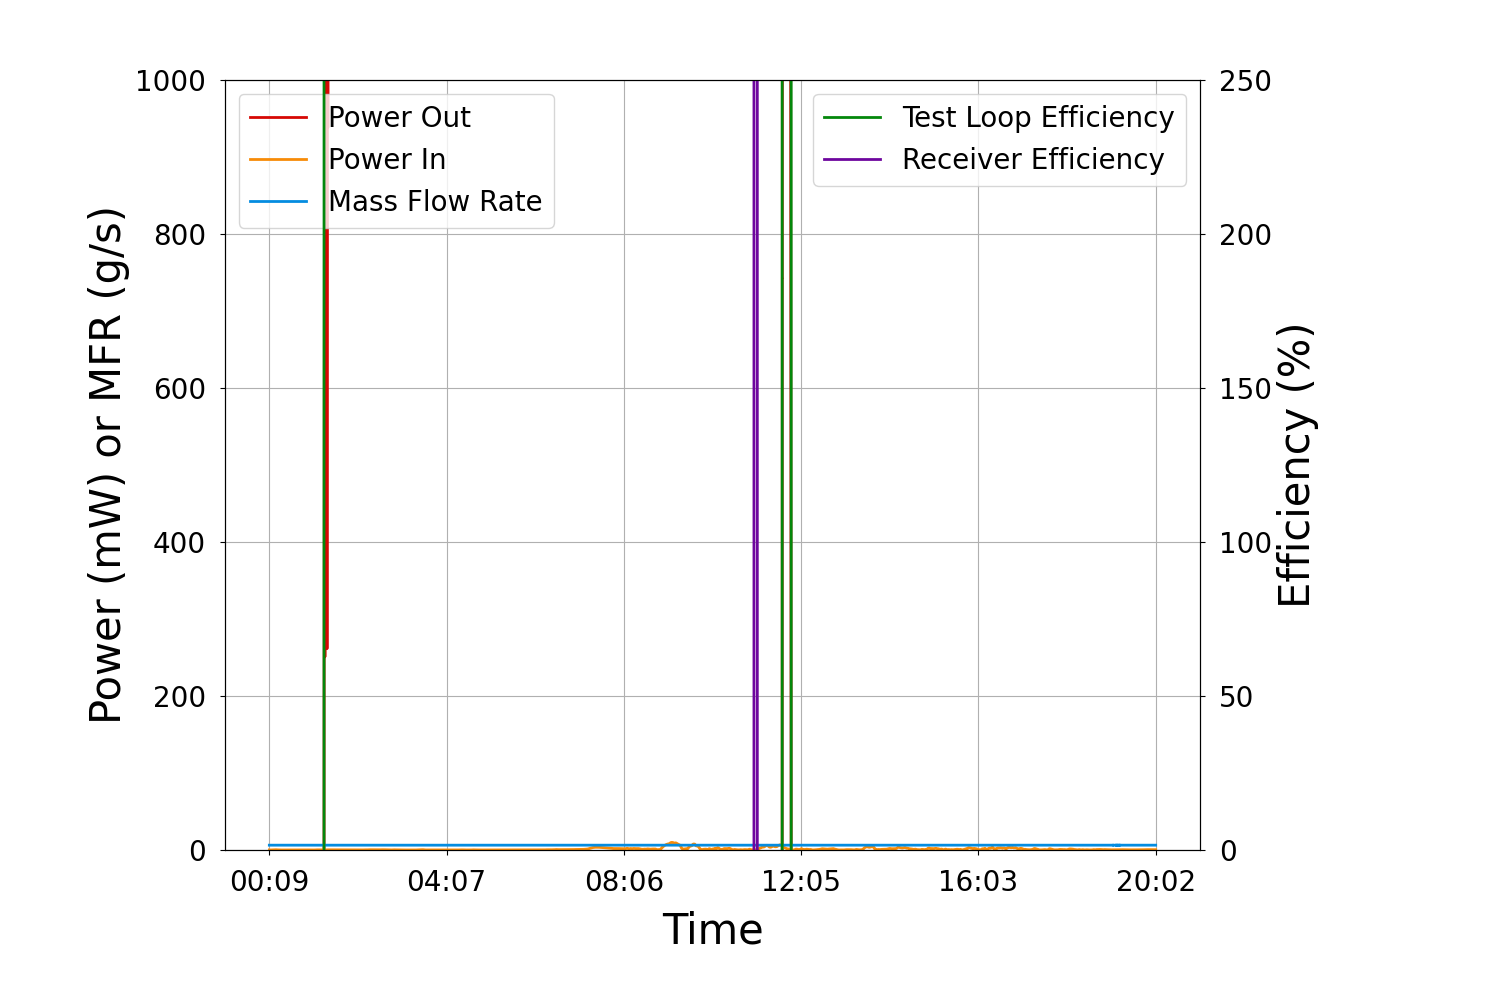 1000
800
600
400
200
0
Power (mW) or MFR (g/s)
Power Out
Power In
Mass Flow Rate
Test Loop Efficiency
Receiver Efficiency
250
200
150
100
50
0
Efficiency (%)
00:09 04:07 08:06 12:05 16:03 20:02
Time